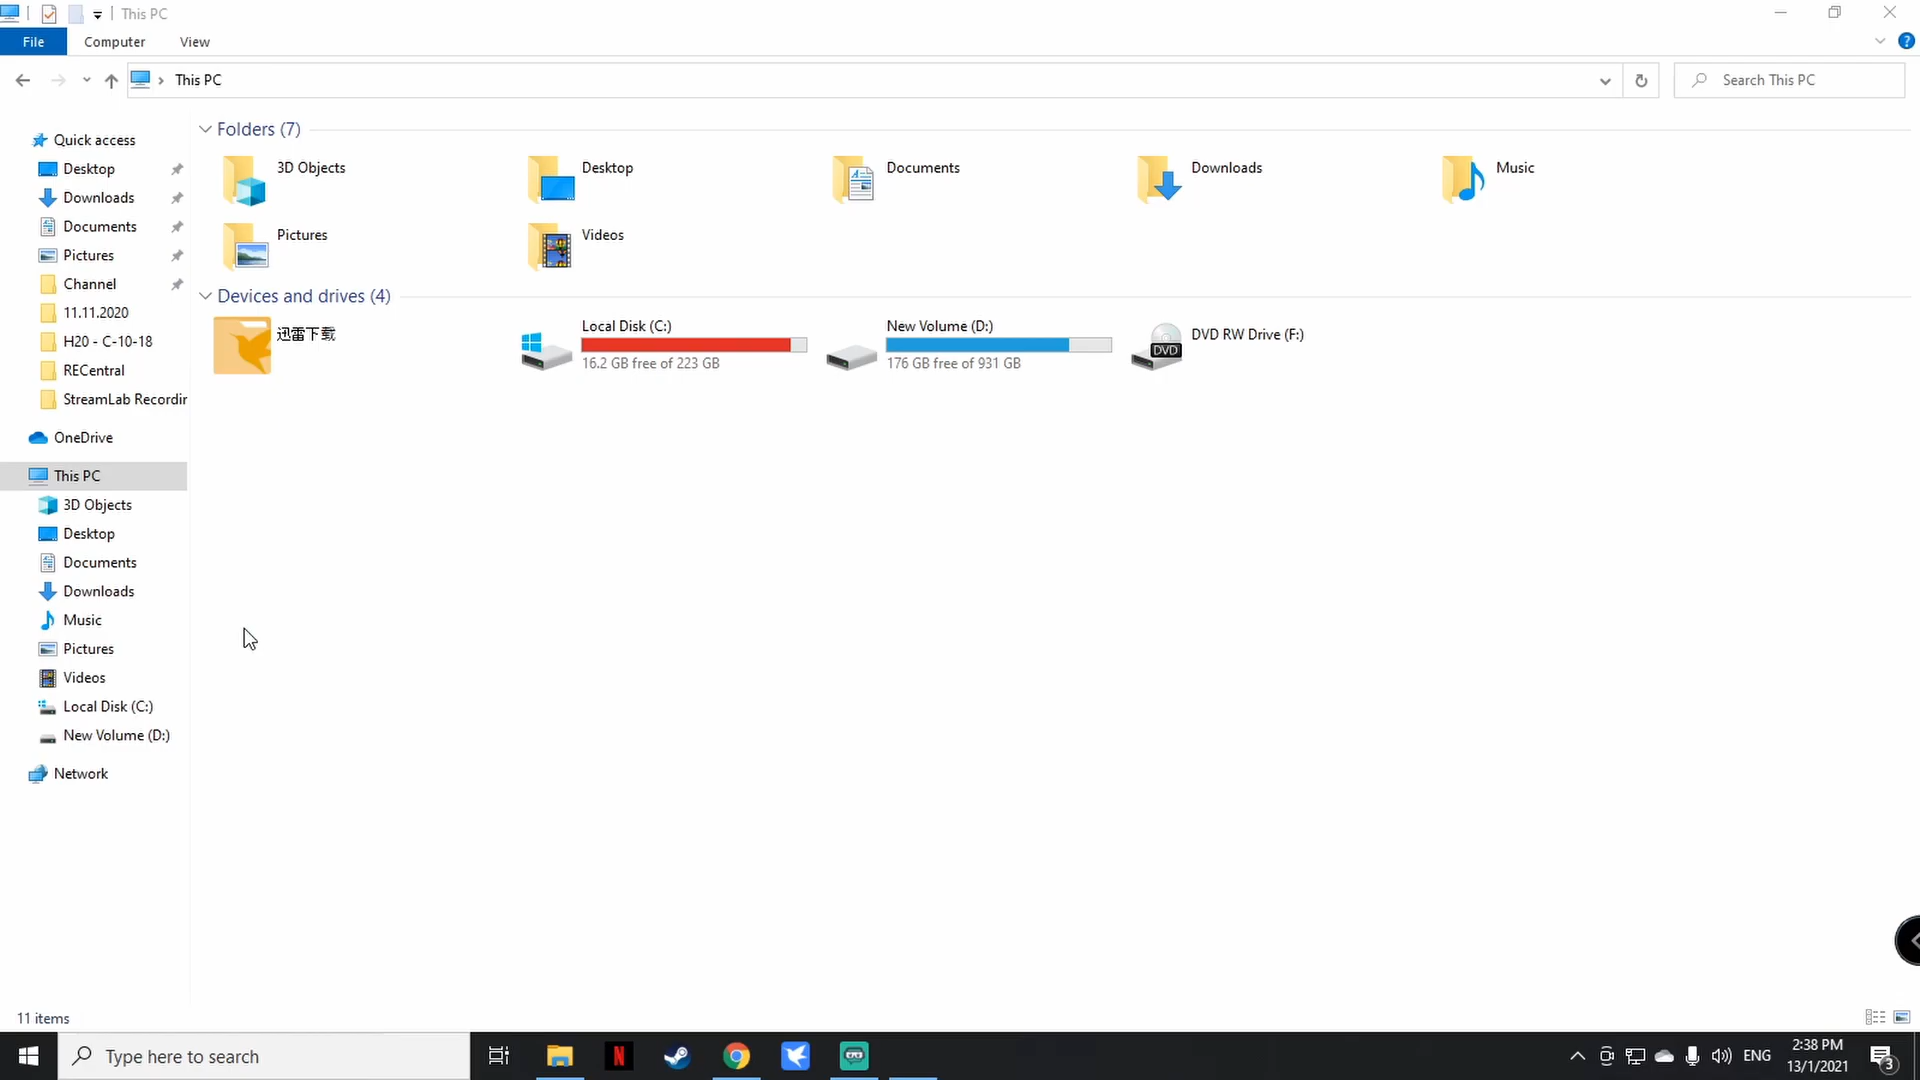 This PC
File
Computer
View
This PC
Search This PC
Quick access
Desktop
Downloads
Documents
Pictures
Channel
11.11.2020
H20 - C-10-18
RECentral
StreamLab Recordin
OneDrive
This PC
3D Objects
Desktop
Documents
Downloads
Music
Pictures
Videos
Local Disk (C:)
New Volume (D:)
Network
Folders (7)
3D Objects
Desktop
Documents
Downloads
Music
Pictures
Videos
Devices and drives (4)
迅雷下载
Local Disk (C:)
16.2 GB free of 223 GB
New Volume (D:)
176 GB free of 931 GB
DVD RW Drive (F:)
DVD
11 items
Type here to search
N
ENG
2:38 PM
13/1/2021
3